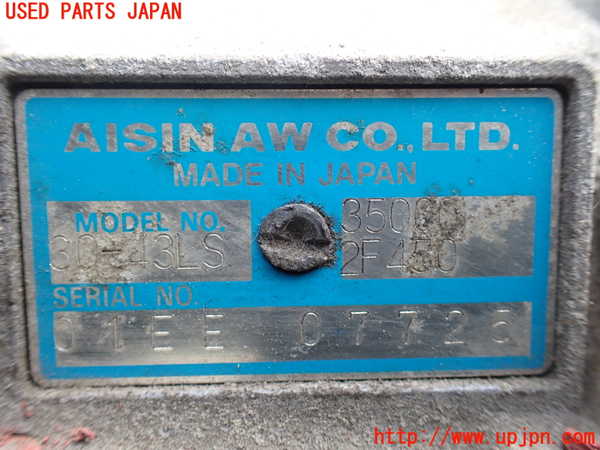 USED PARTS JAPAN
AISIN AW CO., LTD.
MADE IN JAPAN
MODEL NO.
30-43LS
2F450
SERIAL NO.
01EE 07725
http://www.upjpn.com/